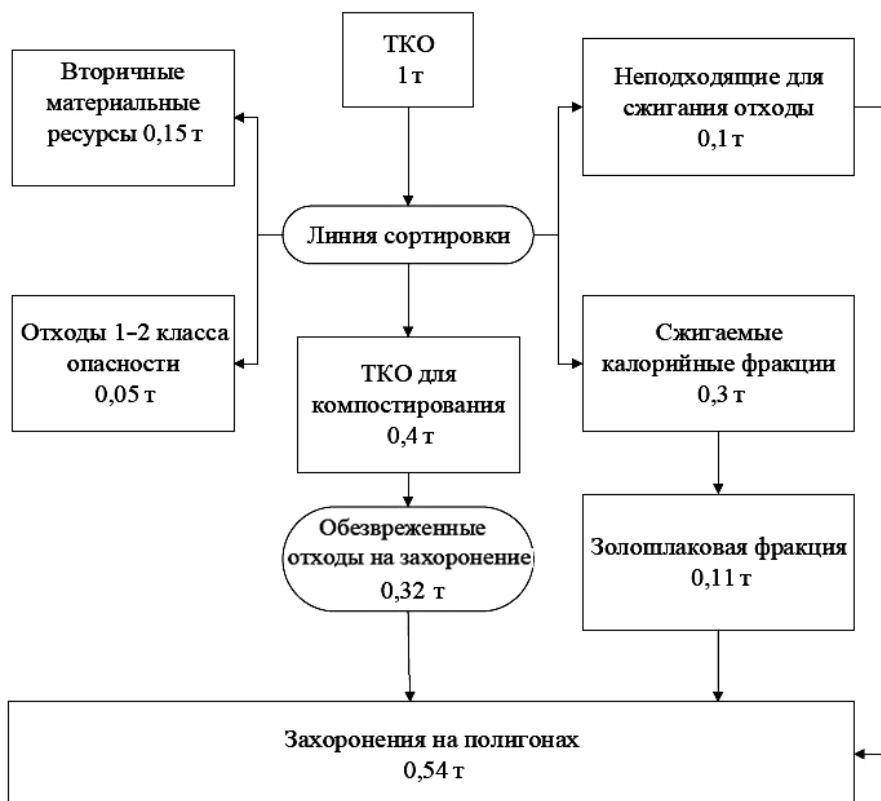 ТКО
1 т
Вторичные
материальные
ресурсы 0,15 т
Неподходящие для
сжигания отходы
0,1 т
Линия сортировки
Отходы 1–2 класса
опасности
0,05 т
ТКО для
компостирования
0,4 т
Сжигаемые
калорийные фракции
0,3 т
Обезвреженные
отходы на захоронение
0,32 т
Золошлаковая фракция
0,11 т
Захоронения на полигонах
0,54 т